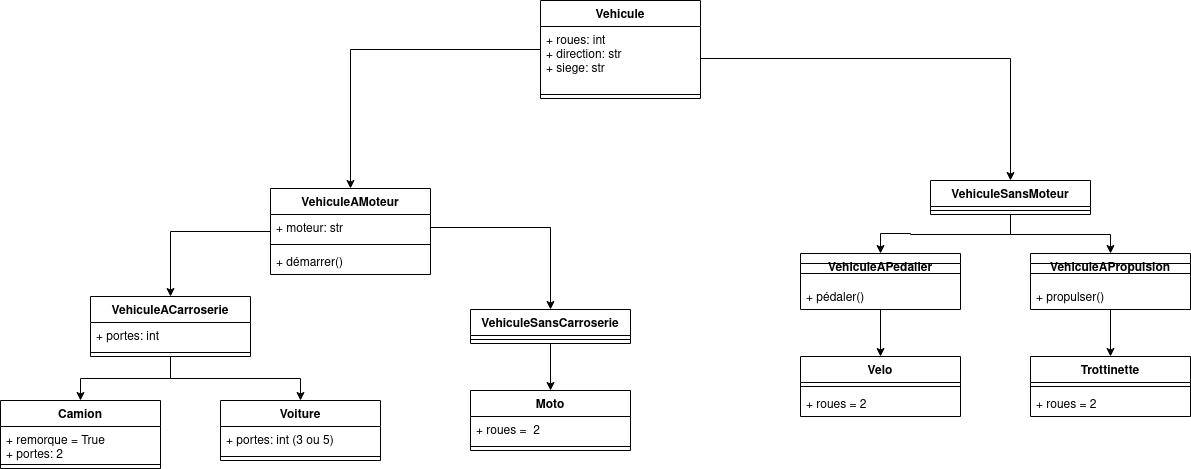 Vehicule
+ roues: int
+ direction: str
+ siege: str
VehiculeAMoteur
+ moteur: str
+ démarrer()
VehiculeSansMoteur
VehiculeACarroserie
+ portes: int
VehiculeSansCarroserie
VehiculeAPedalier
+ pédaler()
VehiculeAPropulsion
+ propulser()
Camion
+ remorque = True
+ portes: 2
Voiture
+ portes: int (3 ou 5)
Moto
+ roues =  2
Velo
+ roues = 2
Trottinette
+ roues = 2